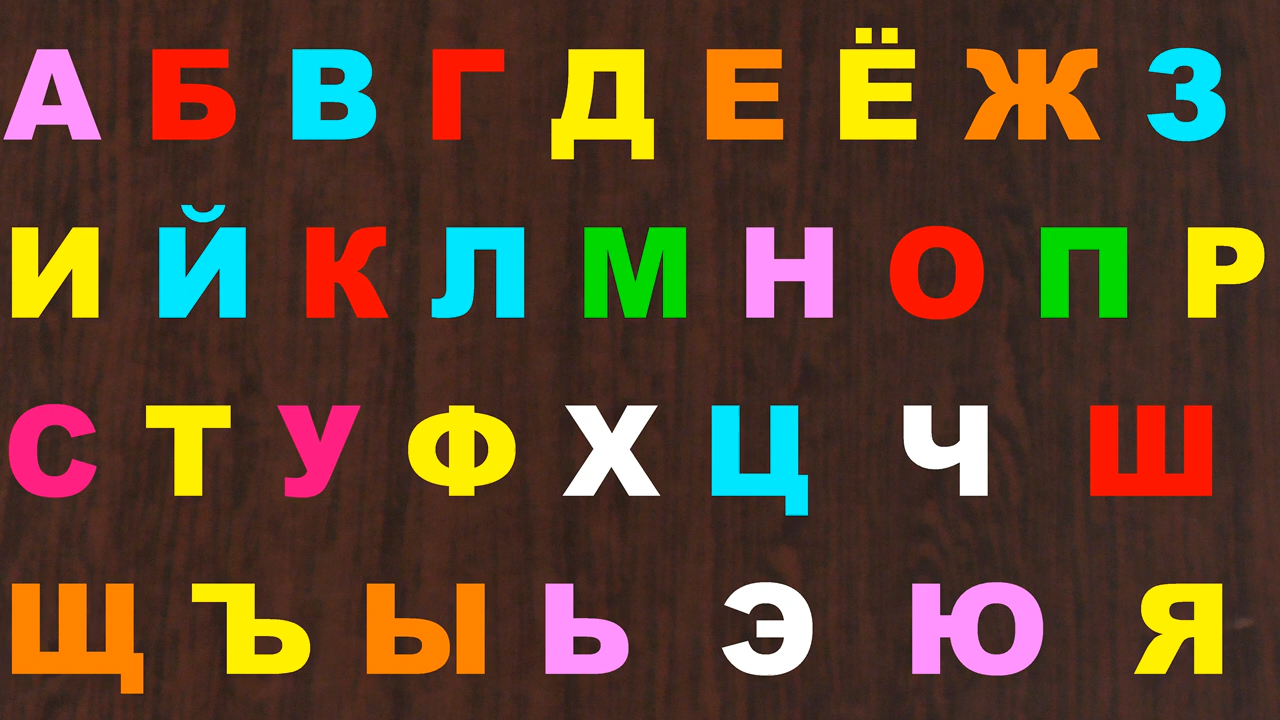 А Б В Г Д Е Ё Ж З
И Й К Л М Н О П Р
С Т У Ф Х Ц Ч Ш
Щ Ъ Ы Ь Э Ю Я